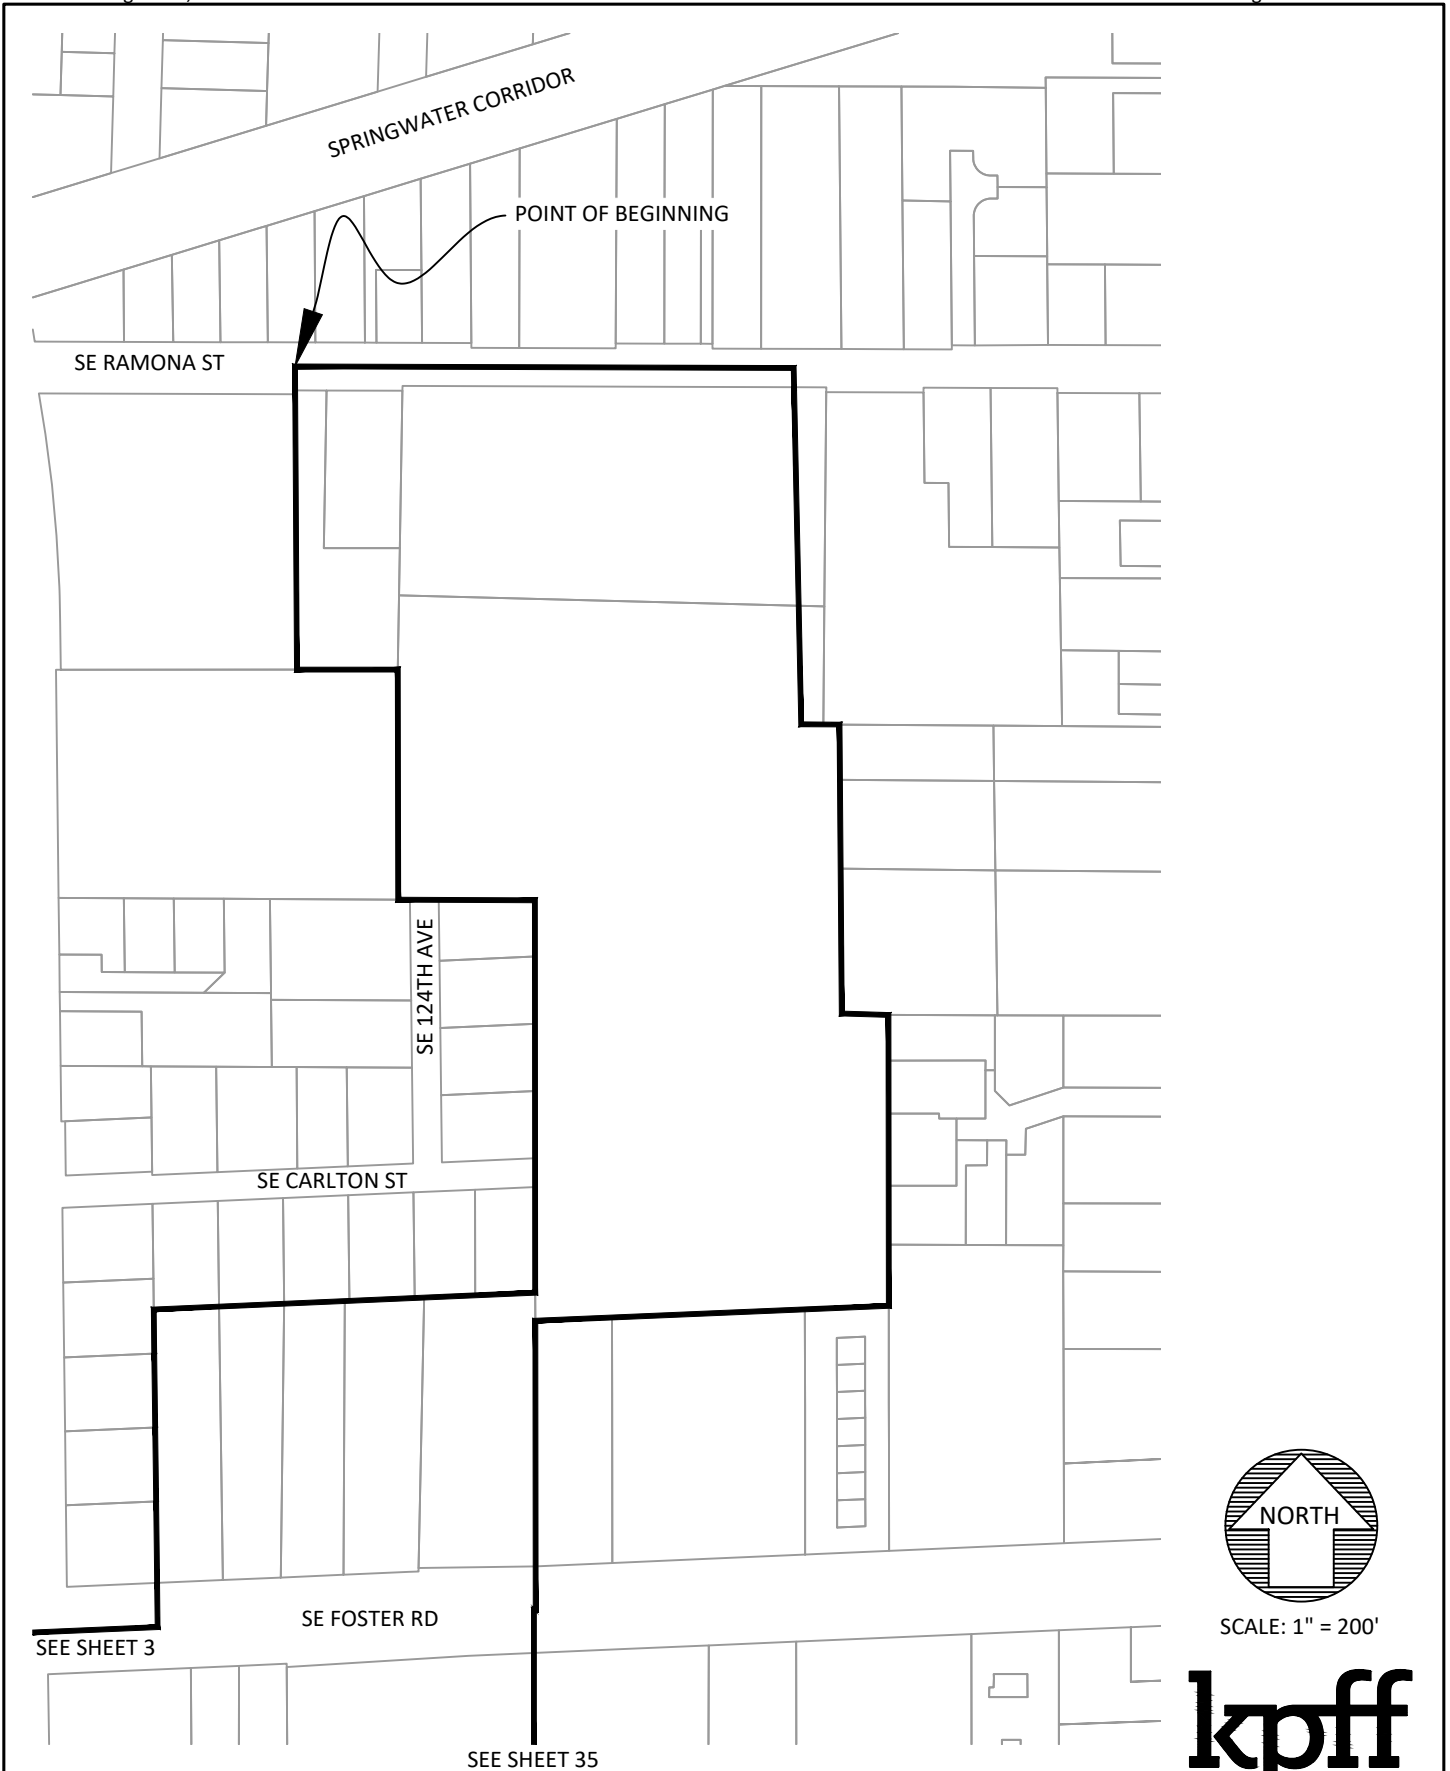 SPRINGWATER CORRIDOR
POINT OF BEGINNING
SE RAMONA ST
SE 124TH AVE
SE CARLTON ST
NORTH
SCALE: 1" = 200'
SE FOSTER RD
SEE SHEET 3
kpff
SEE SHEET 35